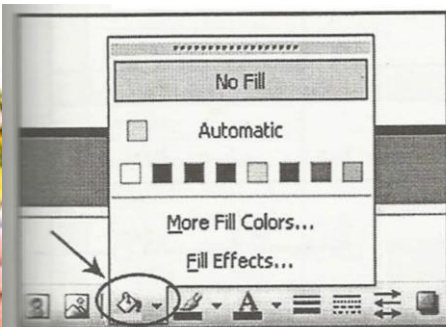 No Fill
Automatic
More Fill Colors...
Fill Effects...
A